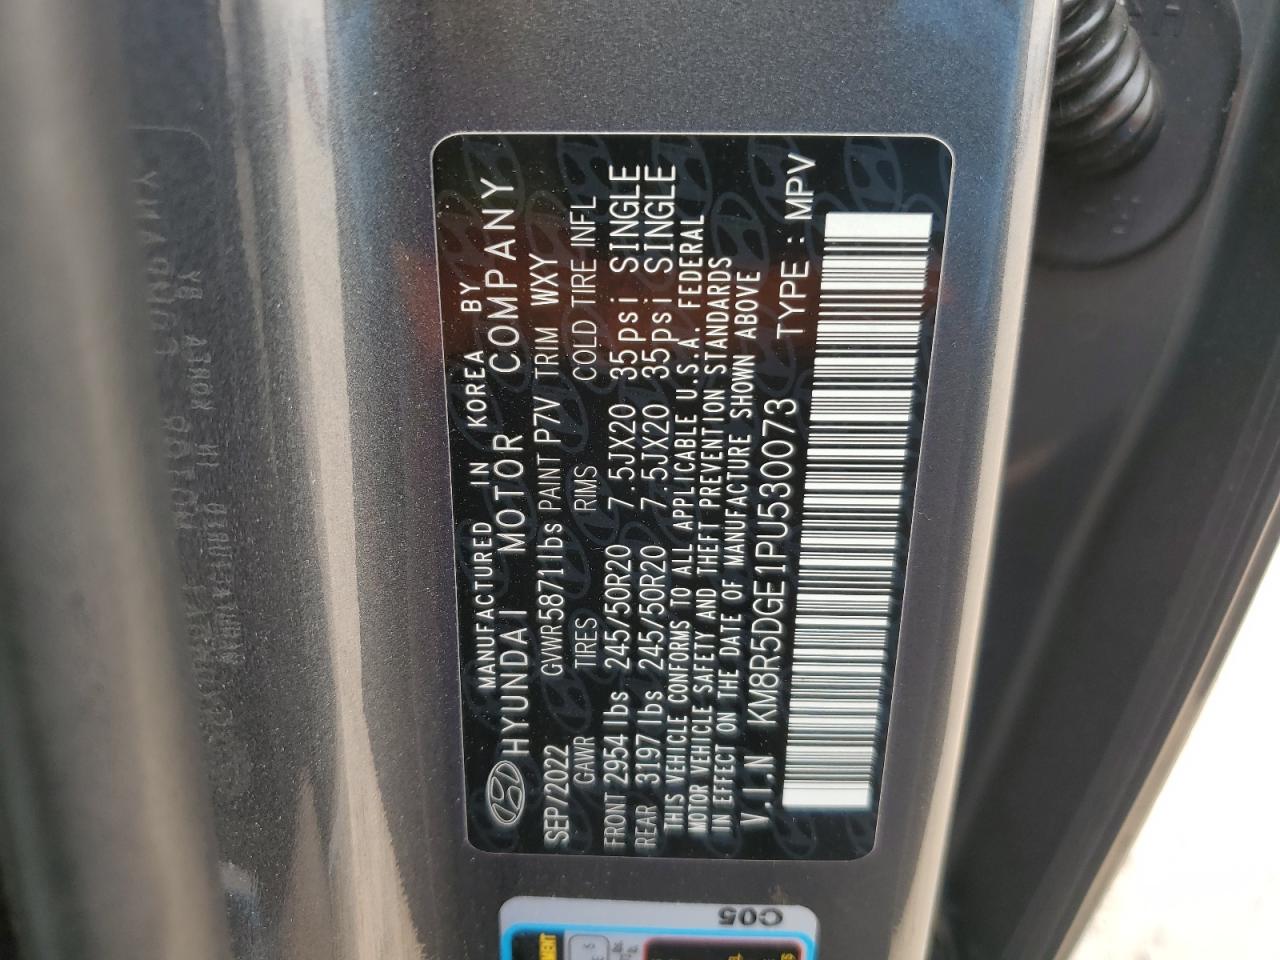 MANUFACTURED IN KOREA BY
HYUNDAI MOTOR COMPANY
SEP/2022 GVWR 5871lbs PAINT P7V TRIM WXY
GAWR TIRES RIMS COLD TIRE INFL
FRONT 2954lbs 245/50R20 7.5JX20 35psi SINGLE
REAR 3197lbs 245/50R20 7.5JX20 35psi SINGLE
THIS VEHICLE CONFORMS TO ALL APPLICABLE U.S.A. FEDERAL
MOTOR VEHICLE SAFETY AND THEFT PREVENTION STANDARDS
IN EFFECT ON THE DATE OF MANUFACTURE SHOWN ABOVE
V.I.N KM8R5DGE1PU530073 TYPE : MPV
C05